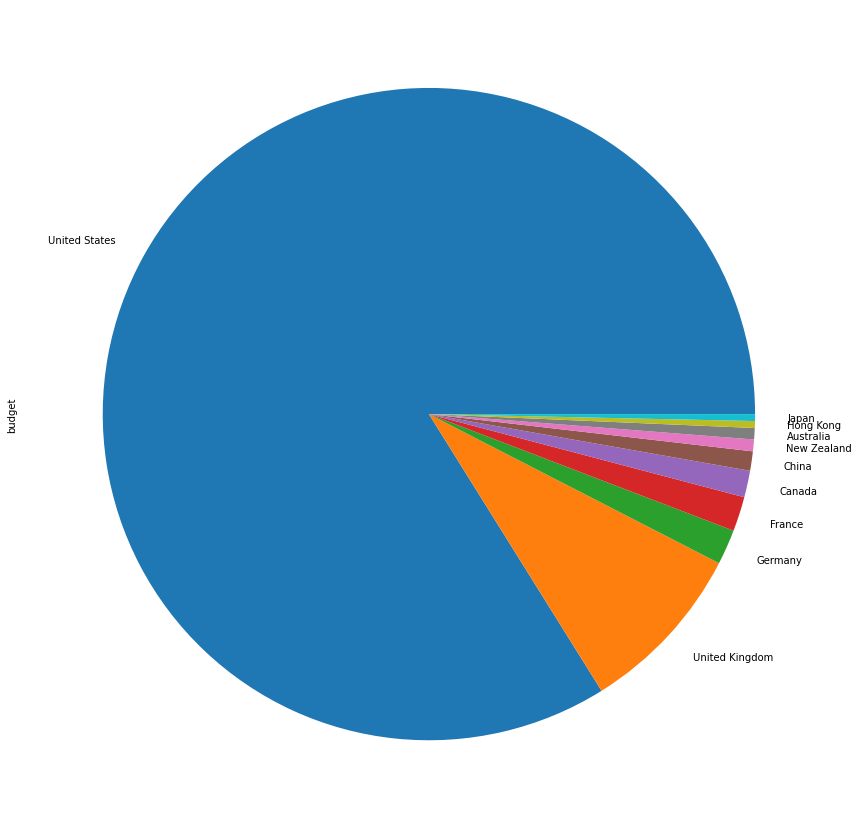 United States
budget
Japan
Hong Kong
Australia
New Zealand
China
Canada
France
Germany
United Kingdom